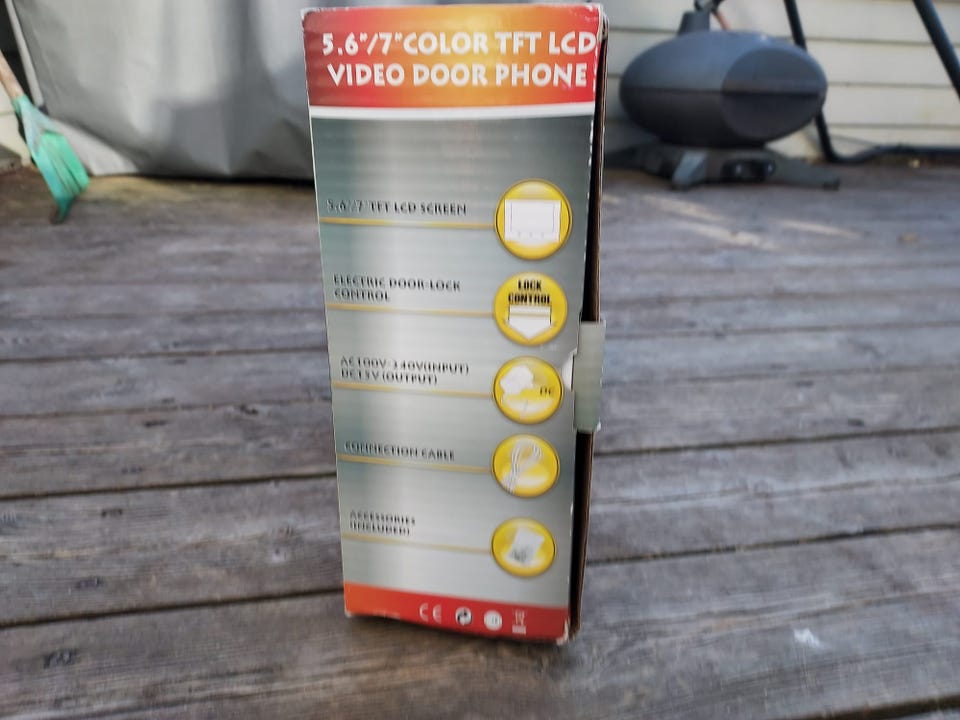 5.6"/7"COLOR TFT LCD
VIDEO DOOR PHONE
5.6"/7"TFT LCD SCREEN
ELECTRIC DOOR-LOCK
CONTROL
LOCK
CONTROL
AC100V-240V(INPUT)
DC15V(OUTPUT)
DC
CONNECTION CABLE
ACCESSORIES
(INCLUDED)
CE